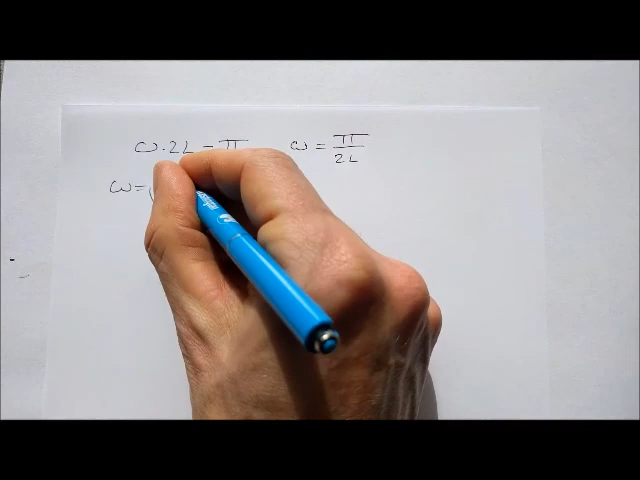 ω·2L = π ω = π/2L
ω =